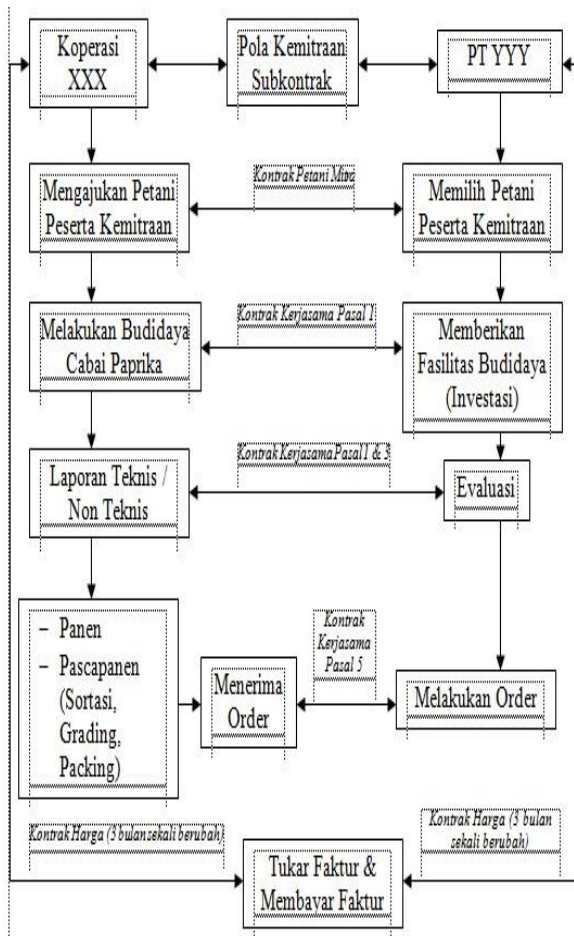 Koperasi
XXX
Pola Kemitraan
Subkontrak
PT YYY
Mengajukan Petani
Peserta Kemitraan
Kontrak Petani Mitra
Memilih Petani
Peserta Kemitraan
Melakukan Budidaya
Cabai Paprika
Kontrak Kerjasama Pasal 1
Memberikan
Fasilitas Budidaya
(Investasi)
Laporan Teknis /
Non Teknis
Kontrak Kerjasama Pasal 1 & 3
Evaluasi
– Panen
– Pascapanen
(Sortasi,
Grading,
Packing)
Menerima
Order
Kontrak
Kerjasama
Pasal 5
Melakukan Order
Kontrak Harga (3 bulan sekali berubah)
Tukar Faktur &
Membayar Faktur
Kontrak Harga (3 bulan
sekali berubah)